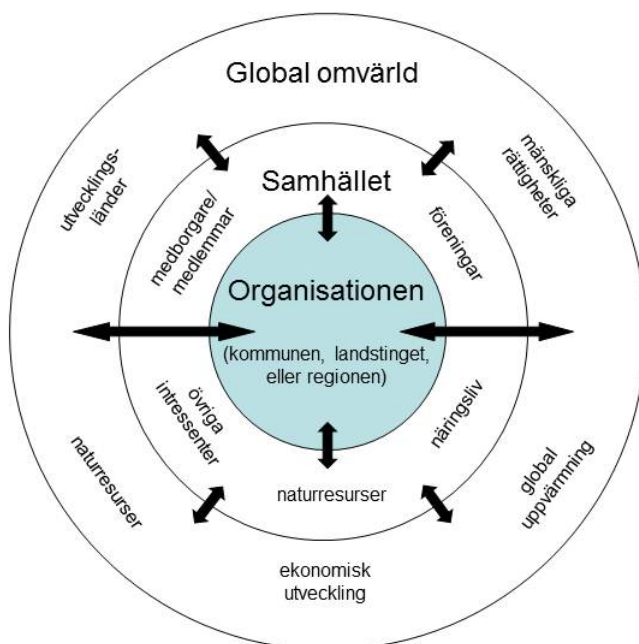 Global omvärld
utvecklings-
länder
mänskliga
rättigheter
Samhället
medborgare/
medlemmar
föreningar
Organisationen
(kommunen, landstinget,
eller regionen)
övriga
intressenter
näringsliv
naturresurser
naturresurser
global
uppvärmning
ekonomisk
utveckling